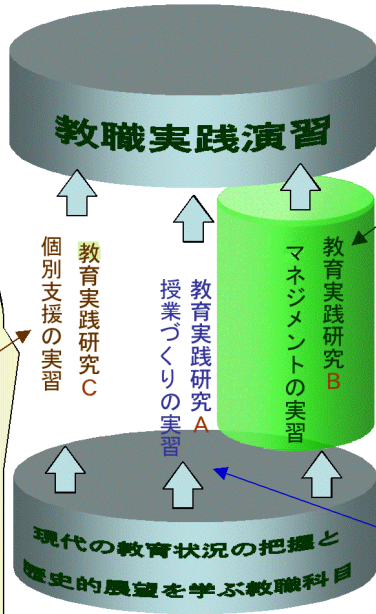 教職実践演習
教育実践研究C
個別支援の実習
教育実践研究A
授業づくりの実習
教育実践研究B
マネジメントの実習
現代の教育状況の把握と
歴史的展望を学ぶ教職科目